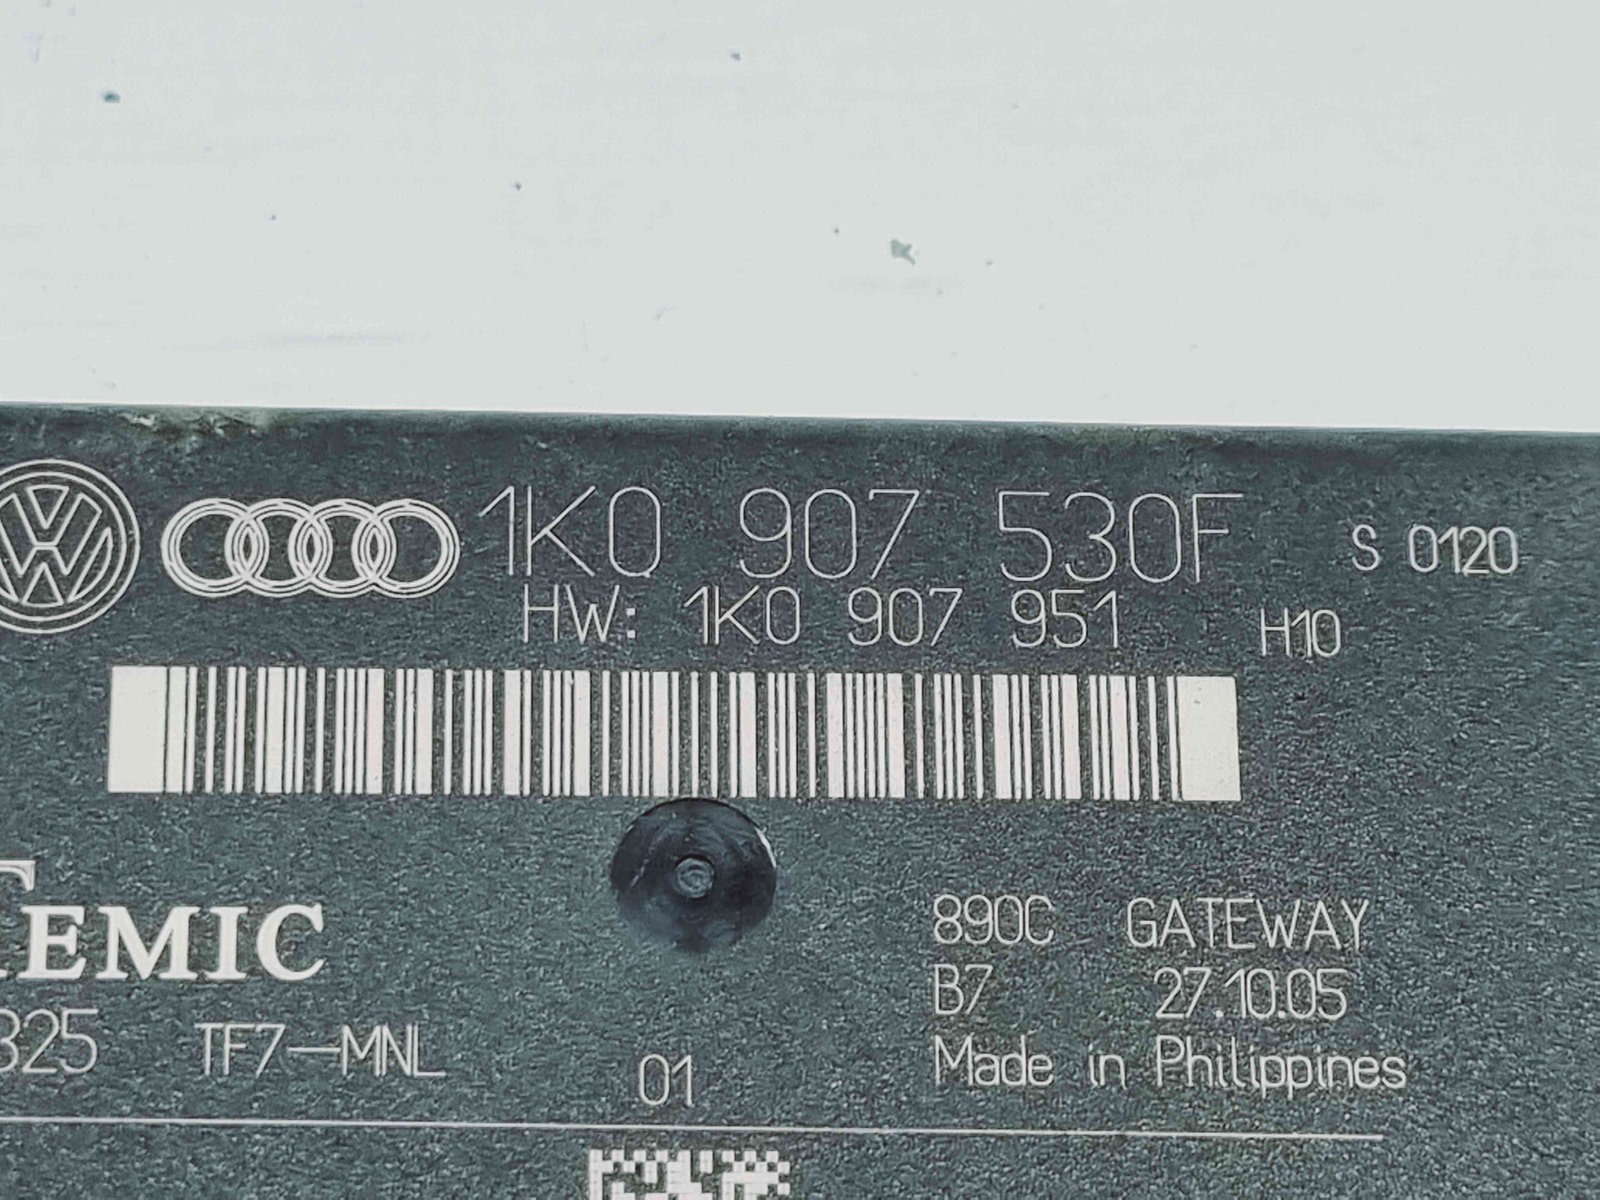 1K0 907 530F S 0120
HW: 1K0 907 951 H10
TEMIC
890C GATEWAY
B7 27.10.05
325 TF7-MNL
01
Made in Philippines